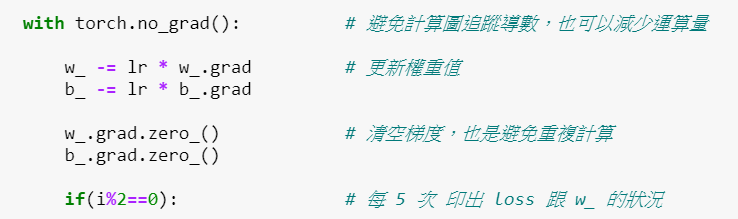 with torch.no_grad(): # 避免計算圖追蹤導數，也可以減少運算量
w_ -= lr * w_.grad # 更新權重值
b_ -= lr * b_.grad
w_.grad.zero_() # 清空梯度，也是避免重複計算
b_.grad.zero_()
if(i%2==0): # 每 5 次 印出 loss 跟 w_ 的狀況